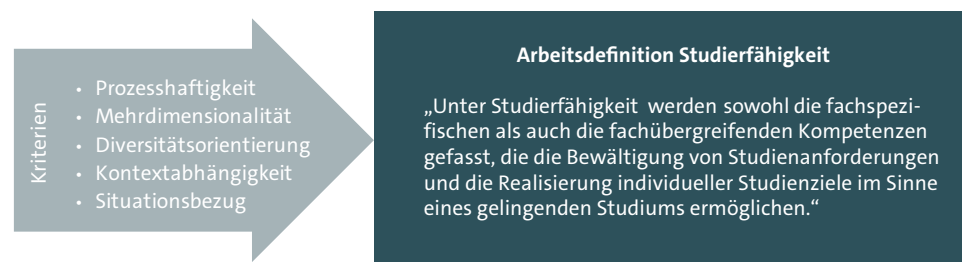 Kriterien
• Prozesshaftigkeit
• Mehrdimensionalität
• Diversitätsorientierung
• Kontextabhängigkeit
• Situationsbezug
Arbeitsdefinition Studierfähigkeit
„Unter Studierfähigkeit werden sowohl die fachspezi-
fischen als auch die fachübergreifenden Kompetenzen
gefasst, die die Bewältigung von Studienanforderungen
und die Realisierung individueller Studienziele im Sinne
eines gelingenden Studiums ermöglichen.“